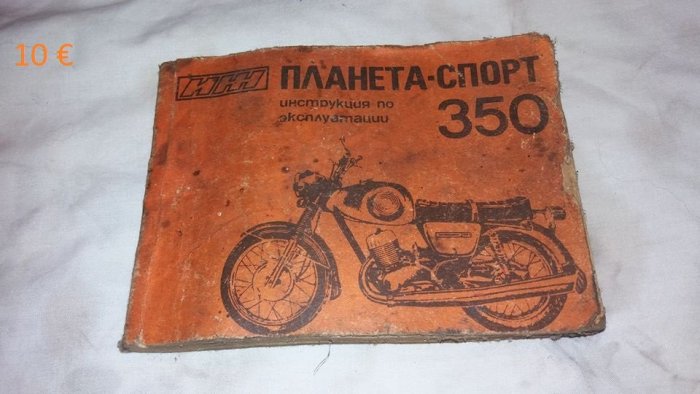 10 €
ИЖ ПЛАНЕТА-СПОРТ
инструкция по
эксплуатации 350